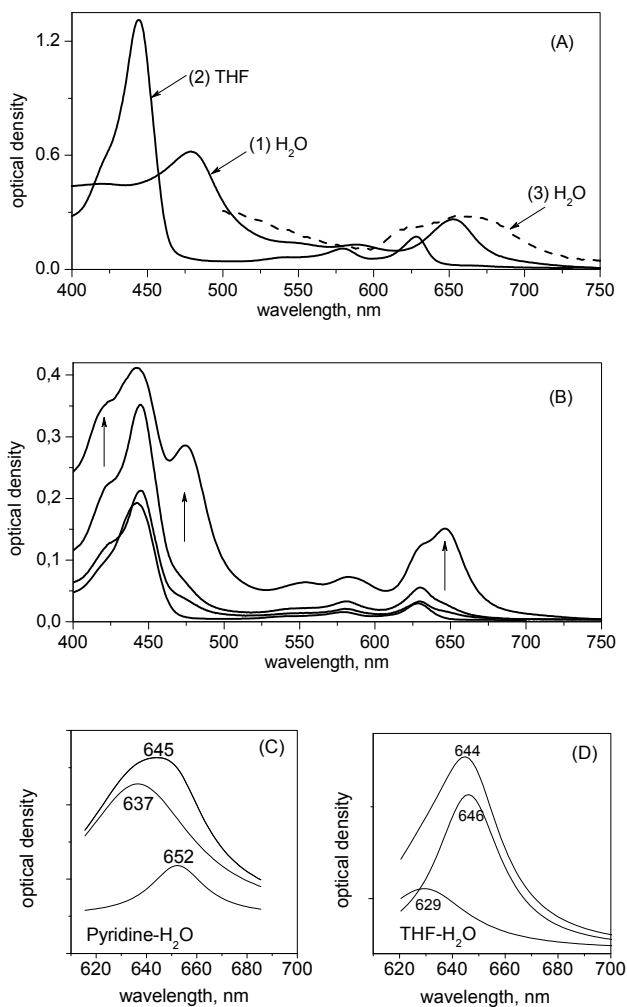 (A)
(2) THF
(1) H₂O
(3) H₂O
optical density
1.2
0.6
0.0
400 450 500 550 600 650 700 750
wavelength, nm
(B)
optical density
0,4
0,3
0,2
0,1
0,0
400 450 500 550 600 650 700 750
wavelength, nm
(C)
645
637
652
optical density
Pyridine-H₂O
620 640 660 680 700
wavelength, nm
(D)
644
646
629
optical density
THF-H₂O
620 640 660 680 700
wavelength, nm